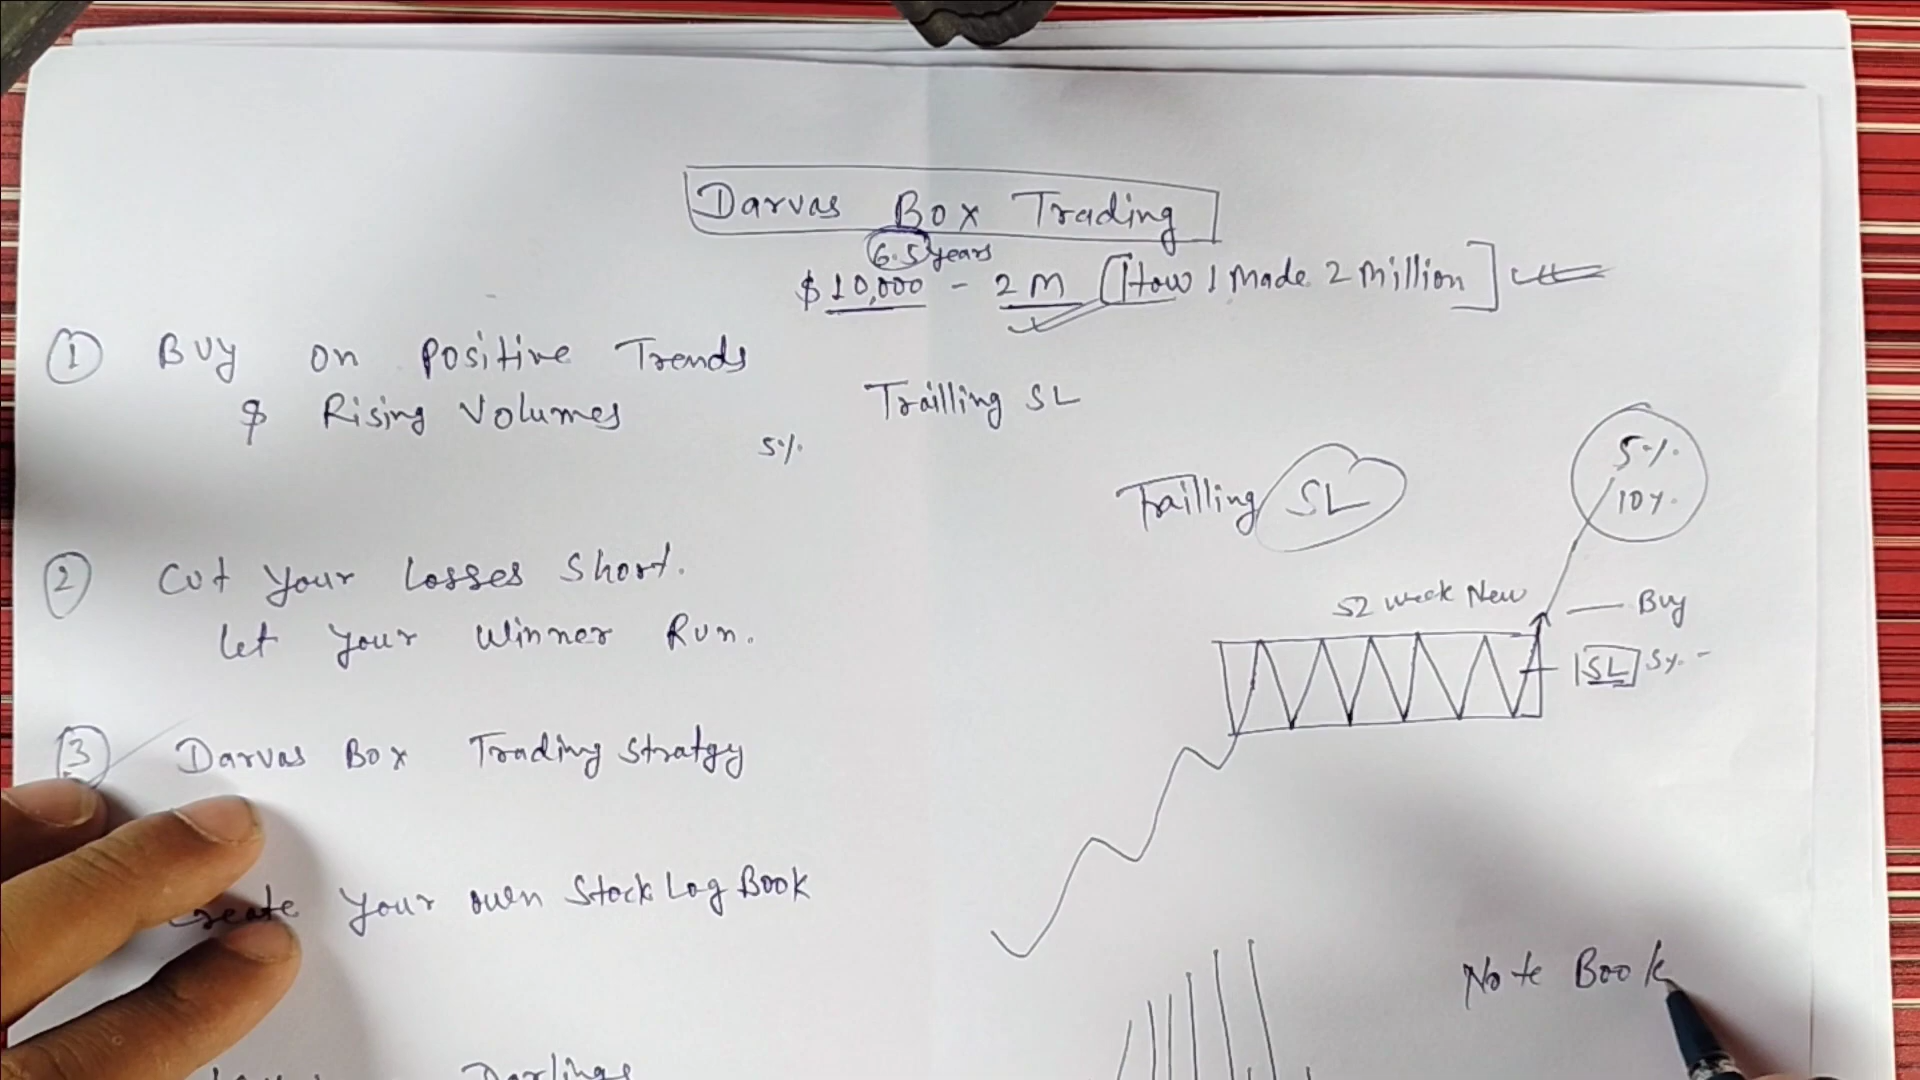 Darvas Box Trading
6.5 years
$10,000 - 2M [How I Made 2 Million]
① Buy on Positive Trends
& Rising Volumes
5%
Trailling SL
Trailling SL
5%
10%
② Cut your Losses Short.
Let your Winner Run.
52 week New
Buy
SL 5%
③ Darvas Box Trading Stratgy
Create your own Stock Log Book
Note Book
Darlings